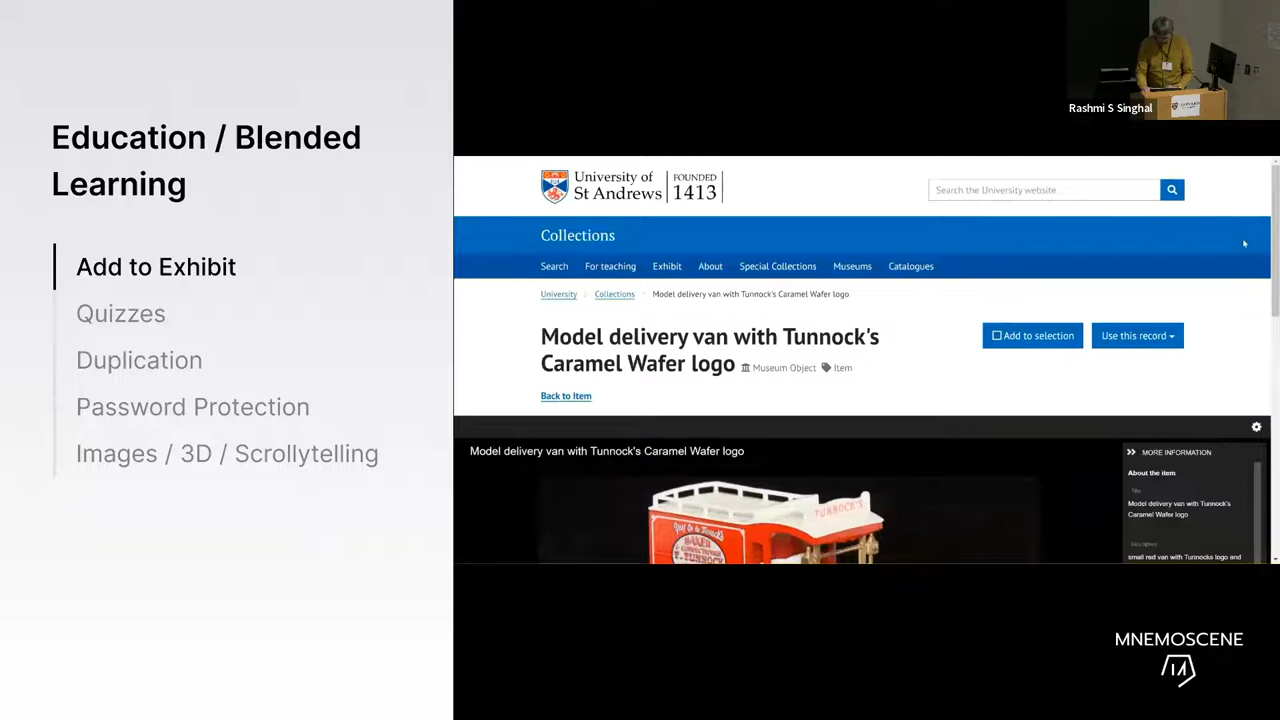 Education / Blended
Learning
Add to Exhibit
Quizzes
Duplication
Password Protection
Images / 3D / Scrollytelling
Rashmi S Singhal
University of
St Andrews
FOUNDED
1413
Search the University website
Collections
Search For teaching Exhibit About Special Collections Museums Catalogues
University / Collections / Model delivery van with Tunnock's Caramel Wafer logo
Model delivery van with Tunnock's
Caramel Wafer logo Museum Object Item
Add to selection
Use this record
Back to Item
Model delivery van with Tunnock's Caramel Wafer logo
MORE INFORMATION
About the item
Title
Model delivery van with Tunnock's
Caramel Wafer logo
small red van with Tunnocks logo and
TUNNOCK'S
BAKER
TUNNOCK
MNEMOSCENE